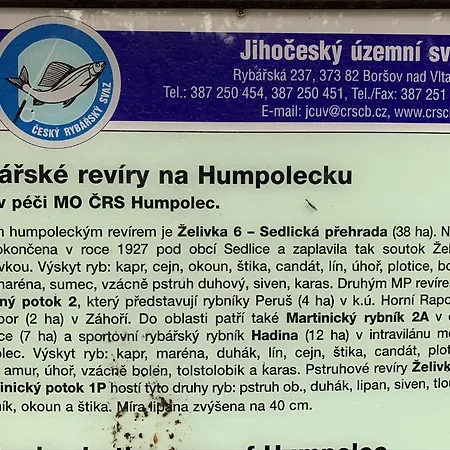 Jihočeský územní sv
Rybářská 237, 373 82 Boršov nad Vlta
Tel.: 387 250 454, 387 250 451, Tel./Fax: 387 251
E-mail: jcuv@crscb.cz, www.crsc
ČESKÝ RYBÁŘSKÝ SVAZ
ářské revíry na Humpolecku
v péči MO ČRS Humpolec.
m humpoleckým revírem je Želivka 6 – Sedlická přehrada (38 ha). N
okončena v roce 1927 pod obcí Sedlice a zaplavila tak soutok Žel
vkou. Výskyt ryb: kapr, cejn, okoun, štika, candát, lín, úhoř, plotice, bo
maréna, sumec, vzácně pstruh duhový, siven, karas. Druhým MP revíre
ný potok 2, který představují rybníky Peruš (4 ha) v k.ú. Horní Rapo
bor (2 ha) v Záhoří. Do oblasti patří také Martinický rybník 2A v
ce (7 ha) a sportovní rybářský rybník Hadina (12 ha) v intravilánu m
olec. Výskyt ryb: kapr, maréna, duhák, lín, cejn, štika, candát, plot
amur, úhoř, vzácně bolen, tolstolobik a karas. Pstruhové revíry Želivk
tinický potok 1P hostí tyto druhy ryb: pstruh ob., duhák, lipan, siven, tlou
ník, okoun a štika. Míra lipana zvýšena na 40 cm.
of Humpolec